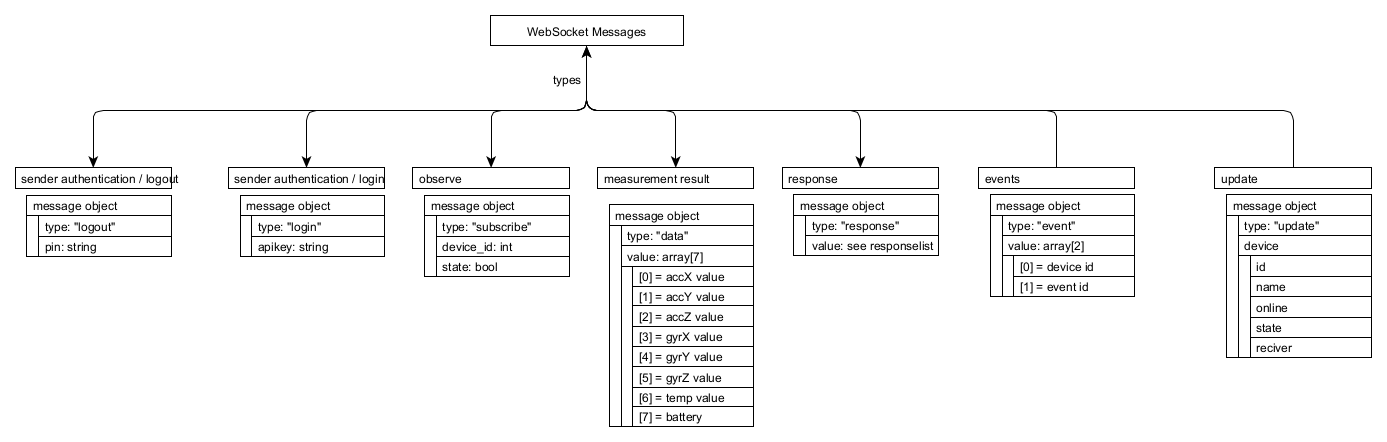 WebSocket Messages
types
sender authentication / logout
message object
type: "logout"
pin: string
sender authentication / login
message object
type: "login"
apikey: string
observe
message object
type: "subscribe"
device_id: int
state: bool
measurement result
message object
type: "data"
value: array[7]
[0] = accX value
[1] = accY value
[2] = accZ value
[3] = gyrX value
[4] = gyrY value
[5] = gyrZ value
[6] = temp value
[7] = battery
response
message object
type: "response"
value: see responselist
events
message object
type: "event"
value: array[2]
[0] = device id
[1] = event id
update
message object
type: "update"
device
id
name
online
state
reciver